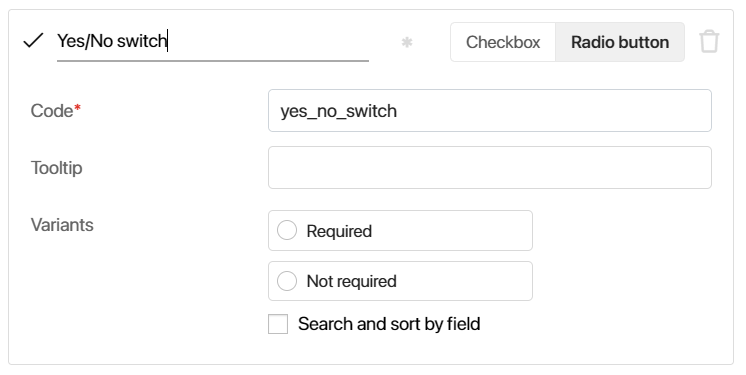 Yes/No switch * Checkbox Radio button
Code* yes_no_switch
Tooltip
Variants Required
Not required
Search and sort by field